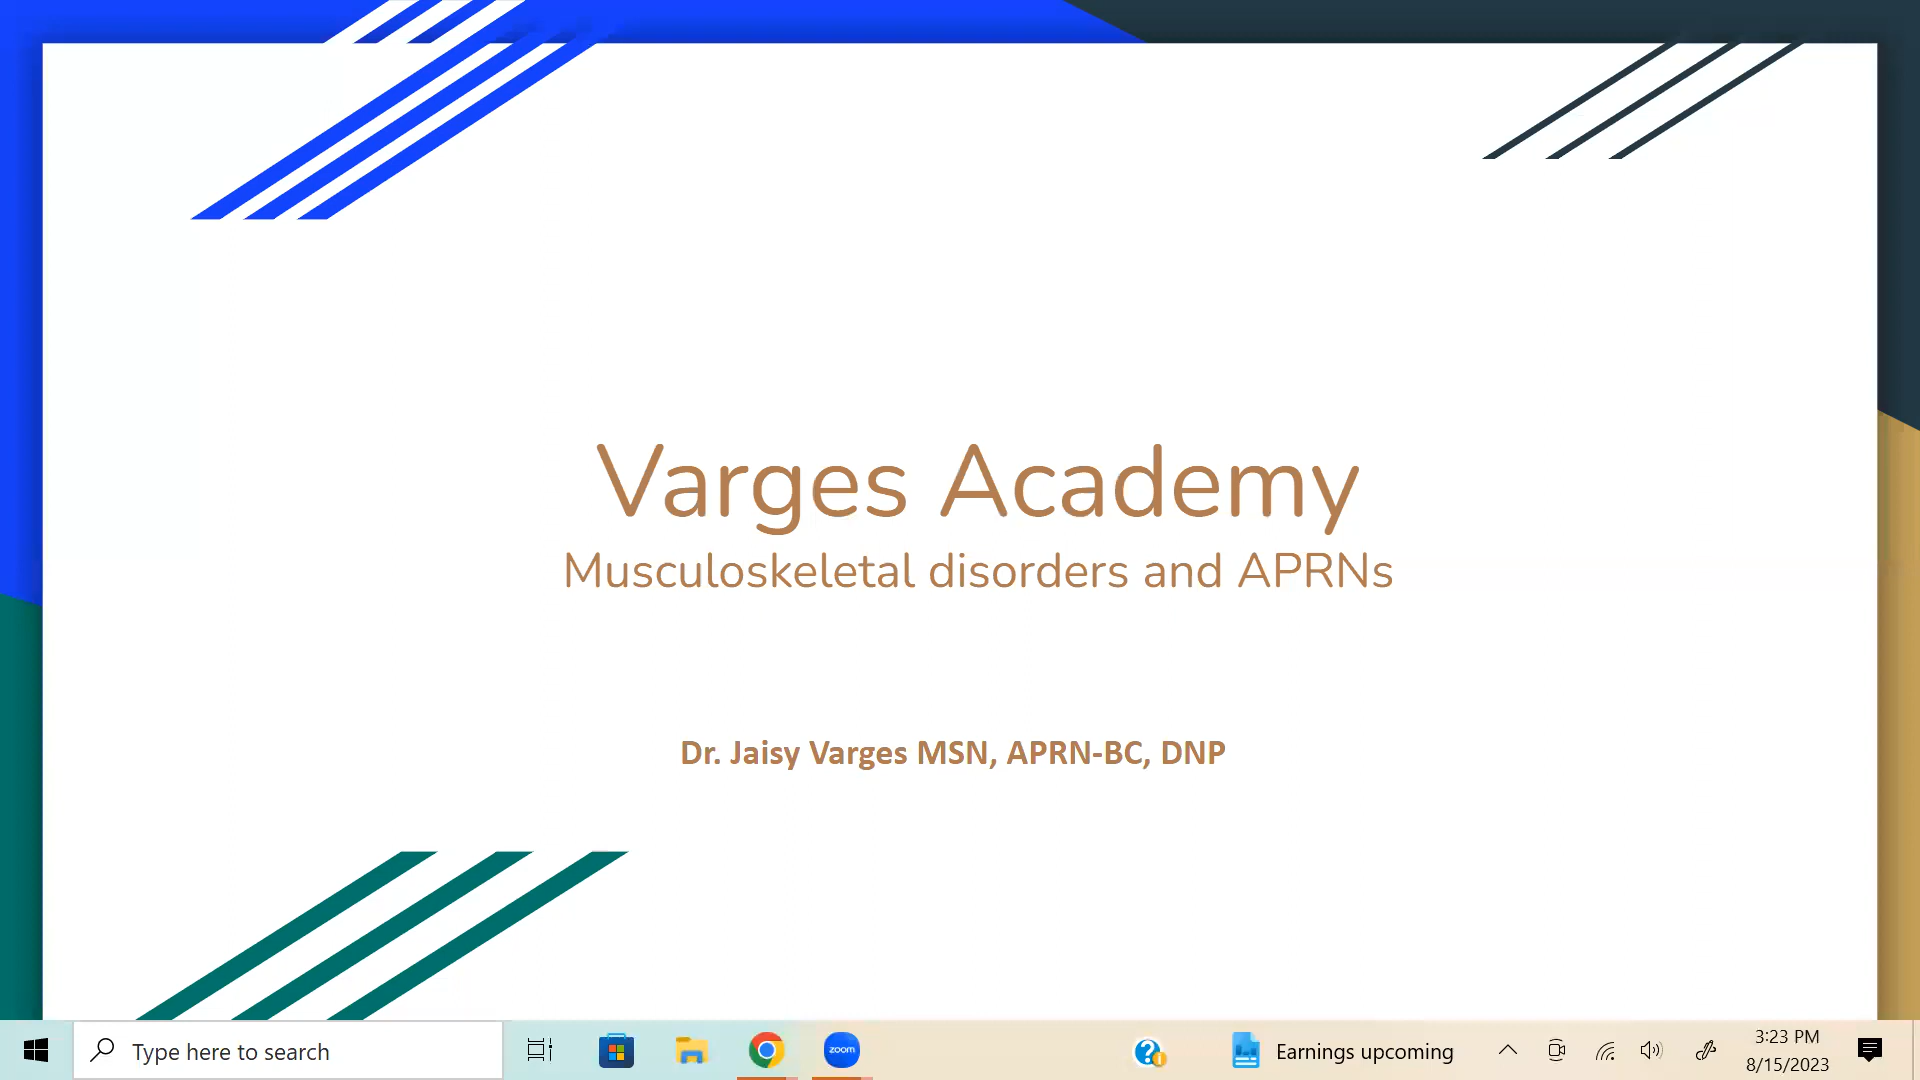 Varges Academy
Musculoskeletal disorders and APRNs
Dr. Jaisy Varges MSN, APRN-BC, DNP
Type here to search
zoom
Earnings upcoming
3:23 PM
8/15/2023